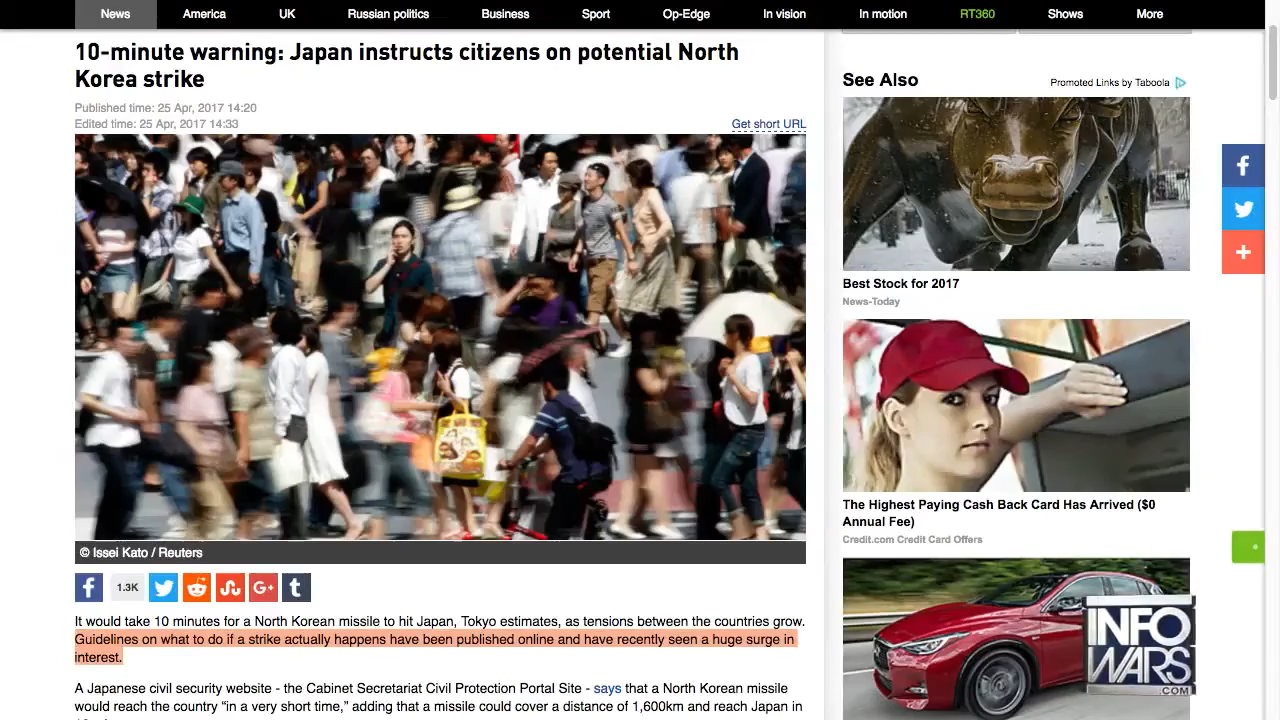 News America UK Russian politics Business Sport Op-Edge In vision In motion RT360 Shows More
10-minute warning: Japan instructs citizens on potential North
Korea strike
Published time: 25 Apr, 2017 14:20
Edited time: 25 Apr, 2017 14:33
Get short URL
© Issei Kato / Reuters
f 1.3K G+ t
It would take 10 minutes for a North Korean missile to hit Japan, Tokyo estimates, as tensions between the countries grow.
Guidelines on what to do if a strike actually happens have been published online and have recently seen a huge surge in
interest.
A Japanese civil security website - the Cabinet Secretariat Civil Protection Portal Site - says that a North Korean missile
would reach the country “in a very short time,” adding that a missile could cover a distance of 1,600km and reach Japan in
See Also
Promoted Links by Taboola
Best Stock for 2017
News-Today
The Highest Paying Cash Back Card Has Arrived ($0
Annual Fee)
Credit.com Credit Card Offers
INFO
WARS
.COM
f
+